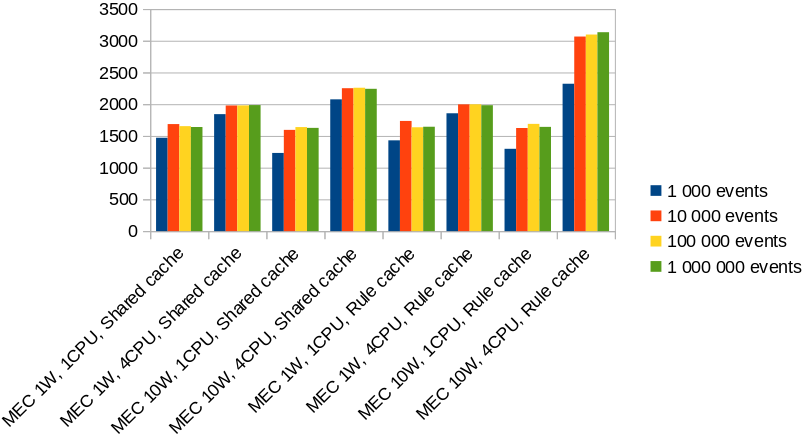 3500
3000
2500
2000
1500
1000
500
0
MEC 1W, 1CPU, Shared cache
MEC 1W, 4CPU, Shared cache
MEC 10W, 1CPU, Shared cache
MEC 10W, 4CPU, Shared cache
MEC 1W, 1CPU, Rule cache
MEC 1W, 4CPU, Rule cache
MEC 10W, 1CPU, Rule cache
MEC 10W, 4CPU, Rule cache
1 000 events
10 000 events
100 000 events
1 000 000 events